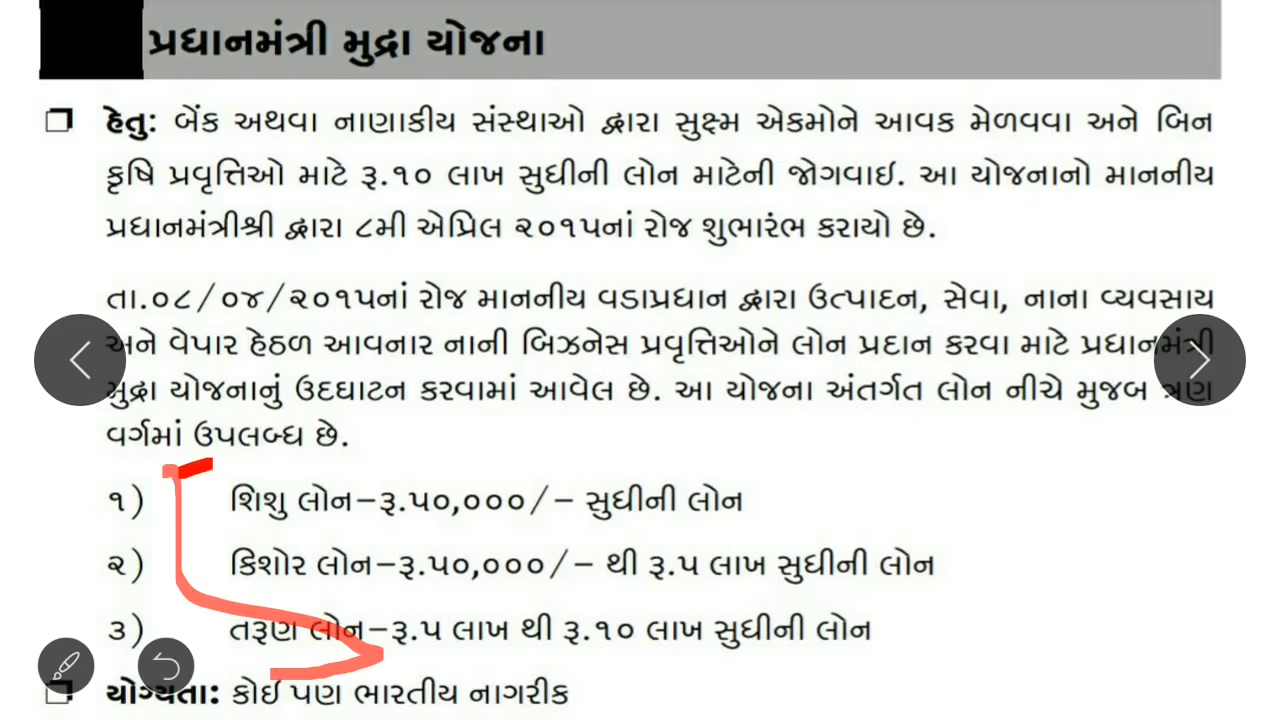 પ્રધાનમંત્રી મુદ્રા યોજના
હેતુ: બેંક અથવા નાણાકીય સંસ્થાઓ દ્વારા સુક્ષ્મ એકમોને આવક મેળવવા અને બિન
કૃષિ પ્રવૃત્તિઓ માટે રૂ.૧૦ લાખ સુધીની લોન માટેની જોગવાઈ. આ યોજનાનો માનનીય
પ્રધાનમંત્રીશ્રી દ્વારા ૮મી એપ્રિલ ૨૦૧૫નાં રોજ શુભારંભ કરાયો છે.
તા.૦૮/૦૪/૨૦૧૫નાં રોજ માનનીય વડાપ્રધાન દ્વારા ઉત્પાદન, સેવા, નાના વ્યવસાય
અને વેપાર હેઠળ આવનાર નાની બિઝનેસ પ્રવૃત્તિઓને લોન પ્રદાન કરવા માટે પ્રધાનમંત્રી
મુદ્રા યોજનાનું ઉદઘાટન કરવામાં આવેલ છે. આ યોજના અંતર્ગત લોન નીચે મુજબ ત્રણ
વર્ગમાં ઉપલબ્ધ છે.
૧) શિશુ લોન–રૂ.૫૦,૦૦૦/– સુધીની લોન
૨) કિશોર લોન–રૂ.૫૦,૦૦૦/– થી રૂ.૫ લાખ સુધીની લોન
૩) તરૂણ લોન–રૂ.૫ લાખ થી રૂ.૧૦ લાખ સુધીની લોન
યોગ્યતા: કોઈ પણ ભારતીય નાગરીક